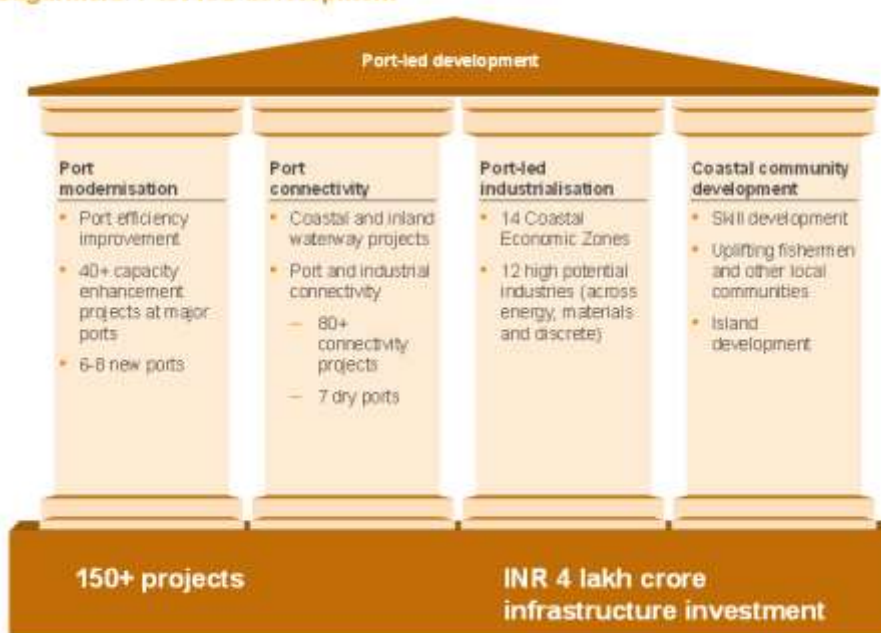 Port-led development
Port
modernisation
• Port efficiency
improvement
• 40+ capacity
enhancement
projects at major
ports
• 6-8 new ports
Port
connectivity
• Coastal and inland
waterway projects
• Port and industrial
connectivity
– 80+
connectivity
projects
– 7 dry ports
Port-led
industrialisation
• 14 Coastal
Economic Zones
• 12 high potential
industries (across
energy, materials
and discrete)
Coastal community
development
• Skill development
• Uplifting fishermen
and other local
communities
• Island
development
150+ projects
INR 4 lakh crore
infrastructure investment